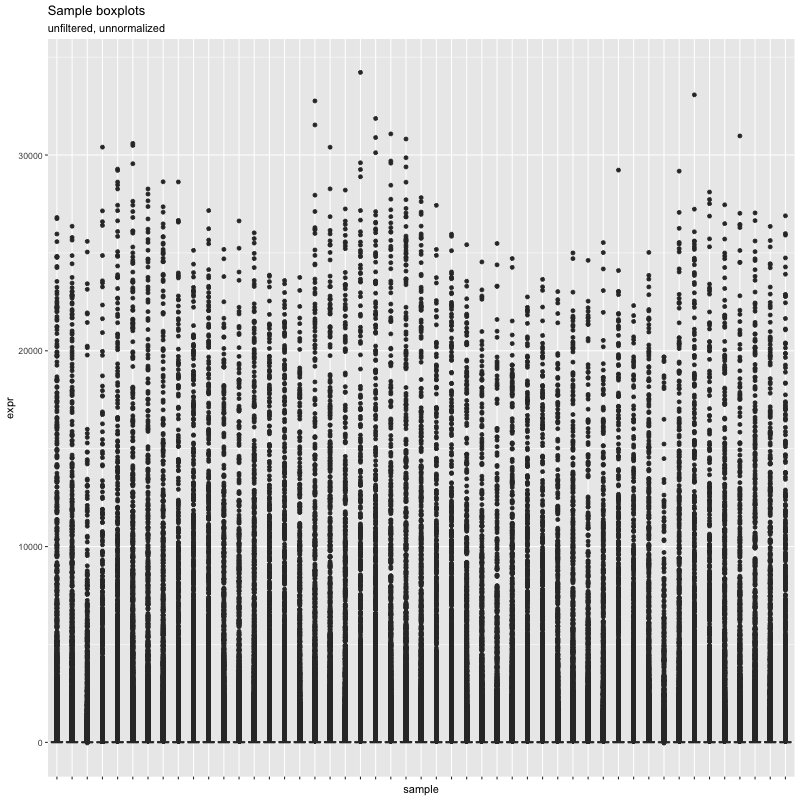 Sample boxplots
unfiltered, unnormalized
30000
20000
10000
0
expr
sample